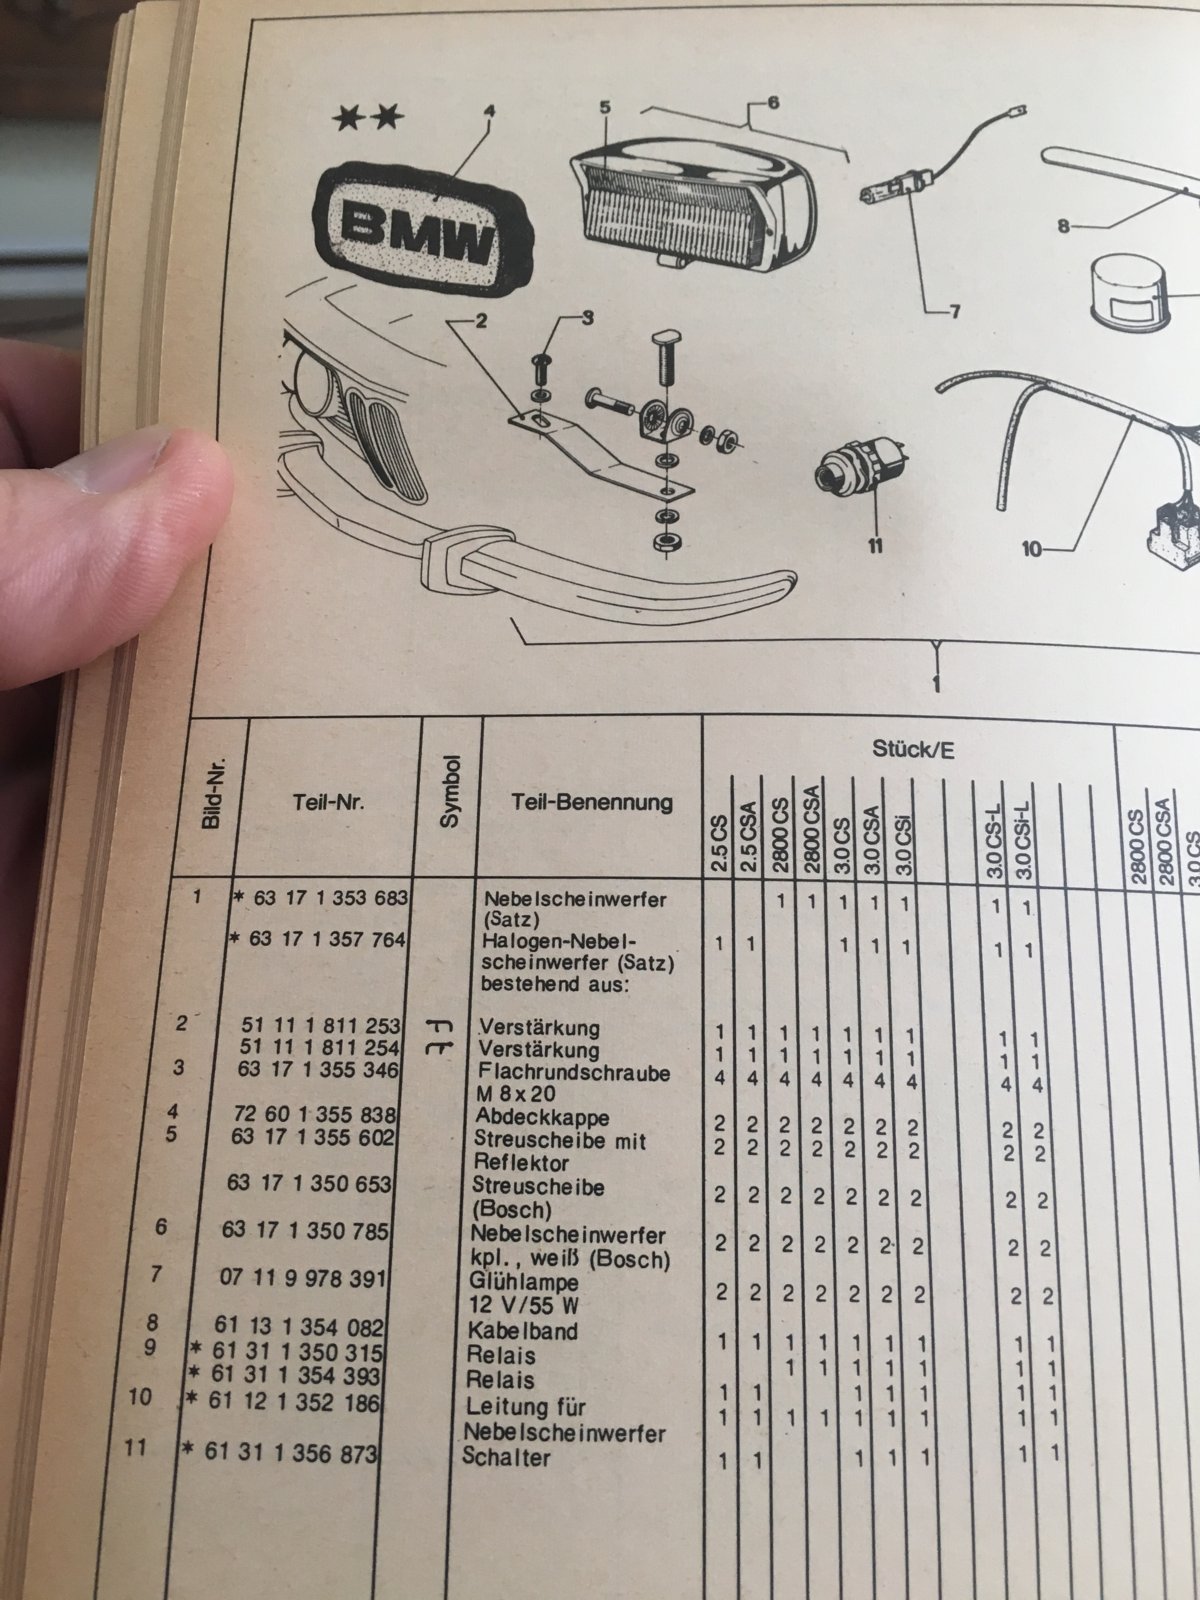 4
5
6
BMW
7
8
2
3
10
11
1
Bild-Nr. Teil-Nr. Symbol Teil-Benennung Stück/E
2.5 CS 2.5 CSA 2800 CS 2800 CSA 3.0 CS 3.0 CSA 3.0 CSi 3.0 CS-L 3.0 CSi-L 2800 CS 2800 CSA 3.0 CS
1 * 63 17 1 353 683 Nebelscheinwerfer 1 1 1 1 1 1 1
(Satz)
* 63 17 1 357 764 Halogen-Nebel- 1 1 1 1 1 1 1
scheinwerfer (Satz)
bestehend aus:
2 51 11 1 811 253 Verstärkung 1 1 1 1 1 1 1 1 1
51 11 1 811 254 Verstärkung 1 1 1 1 1 1 1 1 1
3 63 17 1 355 346 Flachrundschraube 4 4 4 4 4 4 4 4 4
M 8x20
4 72 60 1 355 838 Abdeckkappe 2 2 2 2 2 2 2 2 2
5 63 17 1 355 602 Streuscheibe mit 2 2 2 2 2 2 2 2 2
Reflektor
63 17 1 350 653 Streuscheibe 2 2 2 2 2 2 2 2 2
(Bosch)
6 63 17 1 350 785 Nebelscheinwerfer 2 2 2 2 2 2 2 2 2
kpl., weiß (Bosch)
7 07 11 9 978 391 Glühlampe 2 2 2 2 2 2 2 2 2
12 V/55 W
8 61 13 1 354 082 Kabelband 1 1 1 1 1 1 1 1 1
9 * 61 31 1 350 315 Relais 1 1 1 1 1 1 1
* 61 31 1 354 393 Relais 1 1 1 1 1 1 1
10 * 61 12 1 352 186 Leitung für 1 1 1 1 1 1 1 1 1
Nebelscheinwerfer
11 * 61 31 1 356 873 Schalter 1 1 1 1 1 1 1